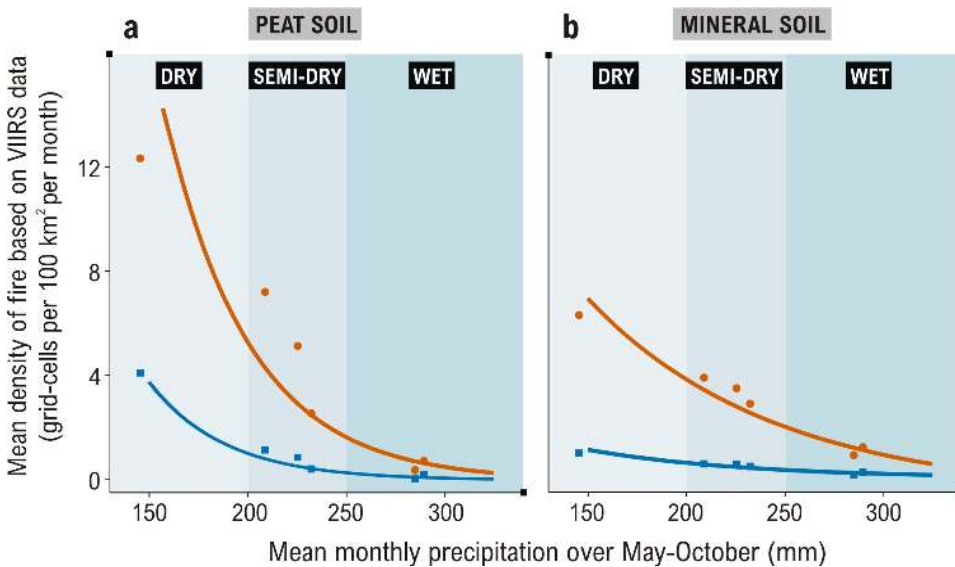 a
PEAT SOIL
b
MINERAL SOIL
DRY
SEMI-DRY
WET
DRY
SEMI-DRY
WET
Mean density of fire based on VIIRS data
(grid-cells per 100 km² per month)
12
8
4
0
150
200
250
300
150
200
250
300
Mean monthly precipitation over May-October (mm)